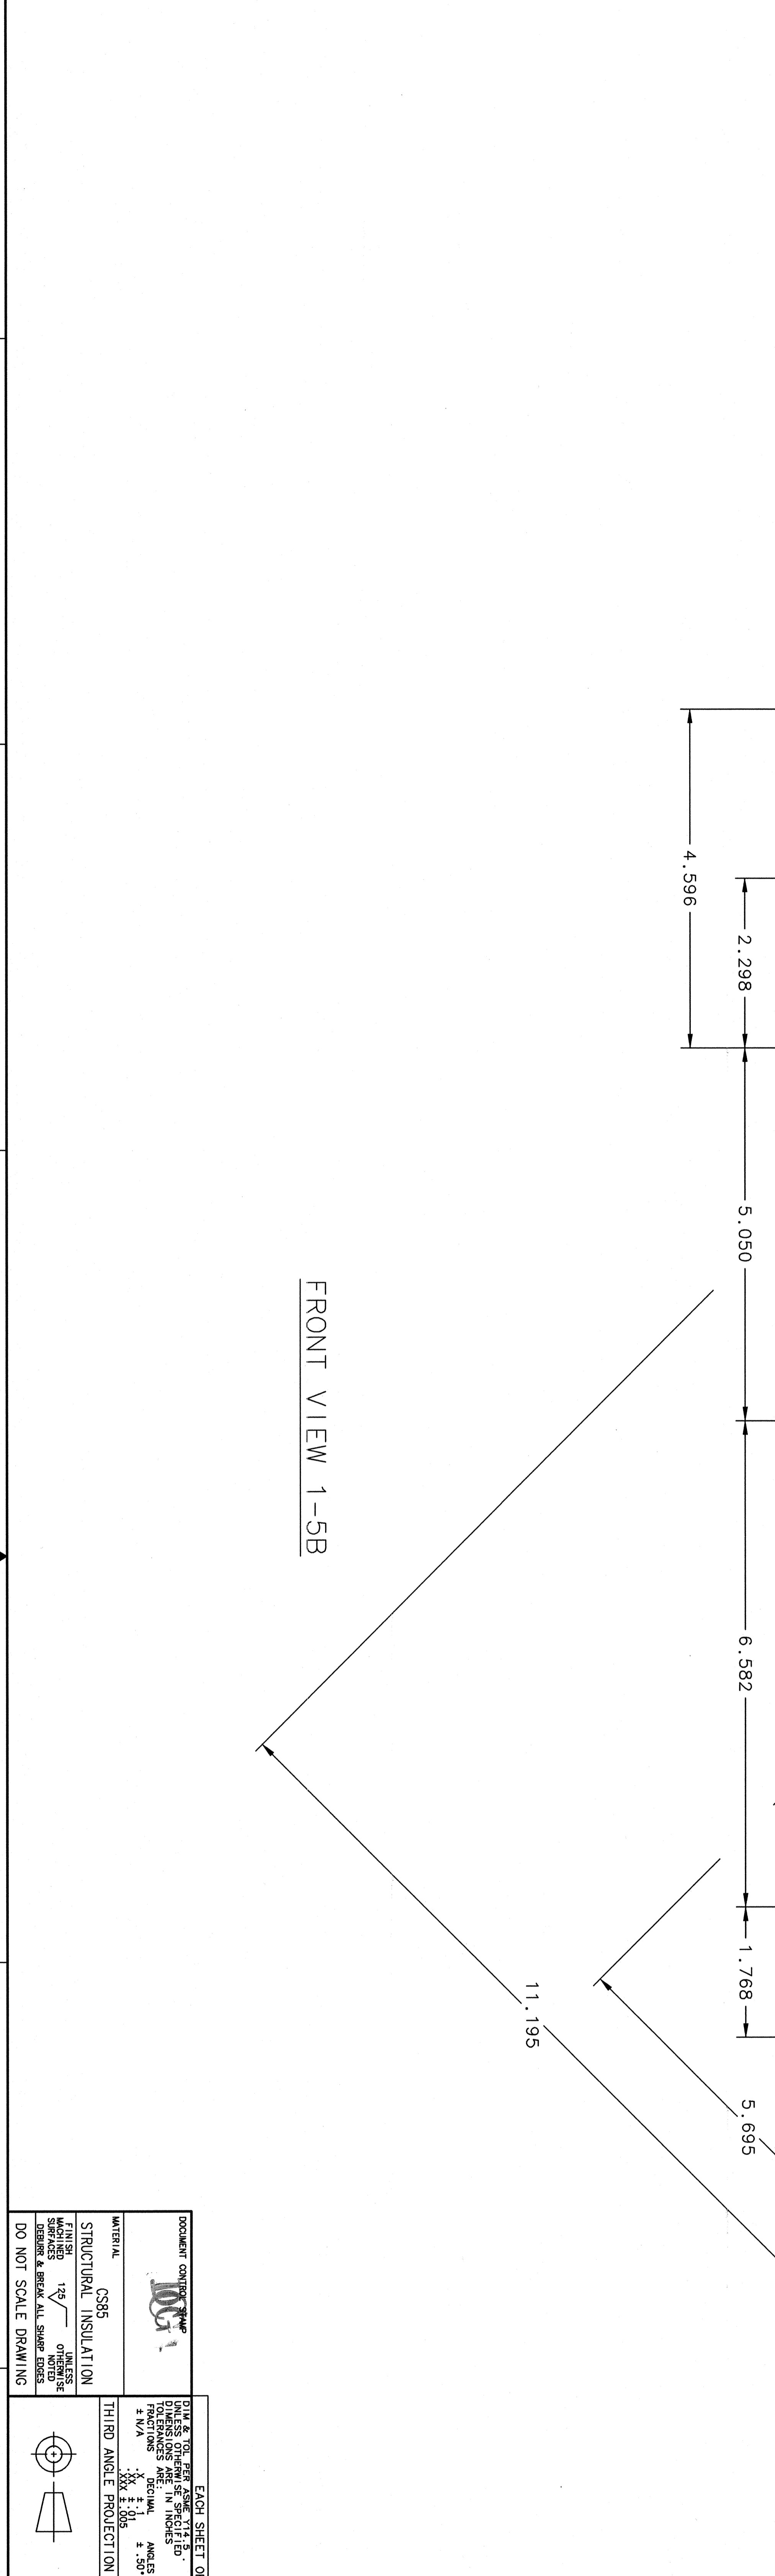 4.596
2.298
5.050
6.582
1.768
5.695
11.195
FRONT VIEW 1-5B
DOCUMENT CONTROL STAMP
MATERIAL
CS85
STRUCTURAL INSULATION
FINISH
MACHINED
SURFACES
125
UNLESS
OTHERWISE
NOTED
DEBURR & BREAK ALL SHARP EDGES
DO NOT SCALE DRAWING
EACH SHEET
DIM & TOL PER ASME Y14.5 .
UNLESS OTHERWISE SPECIFIED
DIMENSIONS ARE IN INCHES
TOLERANCES ARE:
FRACTIONS DECIMAL ANGLES
± N/A .X ± .1 ± .50°
.XX ± .01
.XXX ± .005
THIRD ANGLE PROJECTION